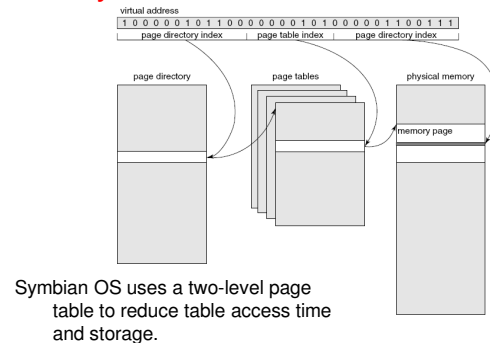 virtual address
1 0 0 0 0 0 1 0 1 1 0 0 0 0 0 0 0 1 0 1 0 0 0 0 0 1 1 0 0 1 1 1
page directory index page table index page directory index
page directory page tables physical memory
memory page
Symbian OS uses a two-level page
table to reduce table access time
and storage.